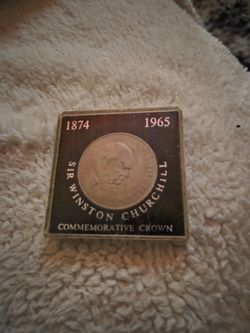 1874 1965
SIR WINSTON CHURCHILL
COMMEMORATIVE CROWN